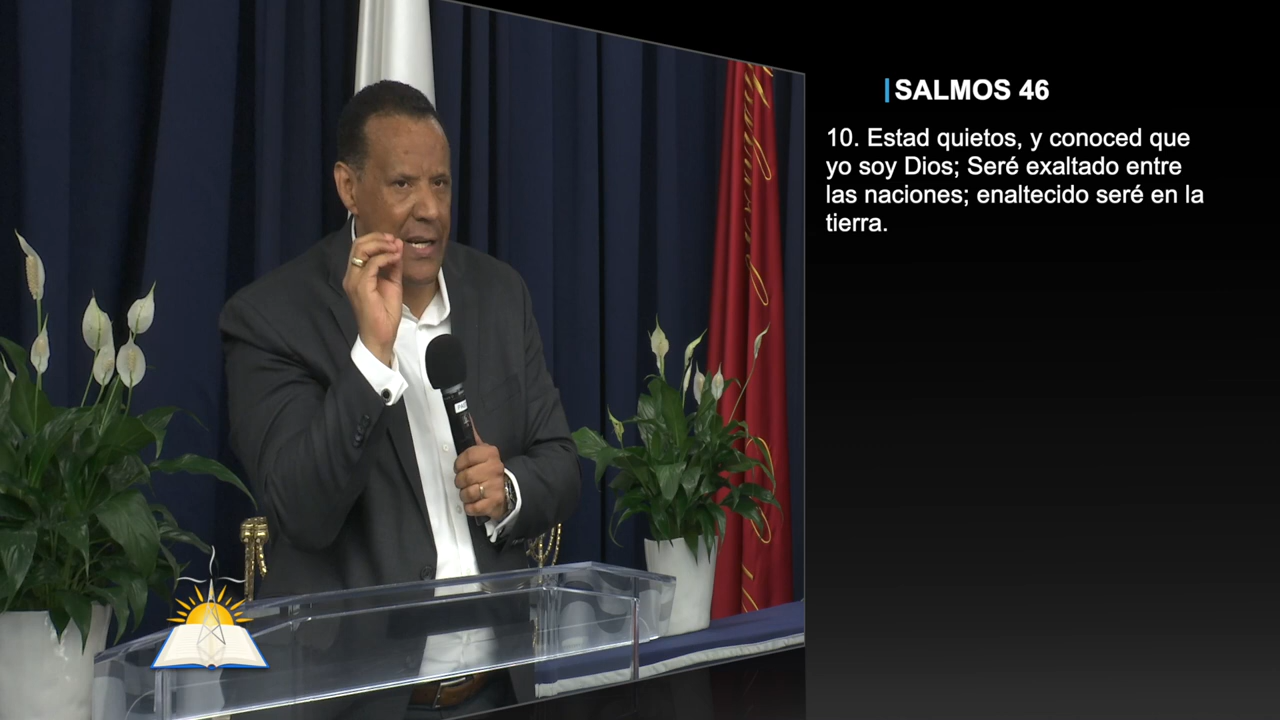 SALMOS 46
10. Estad quietos, y conoced que
yo soy Dios; Seré exaltado entre
las naciones; enaltecido seré en la
tierra.